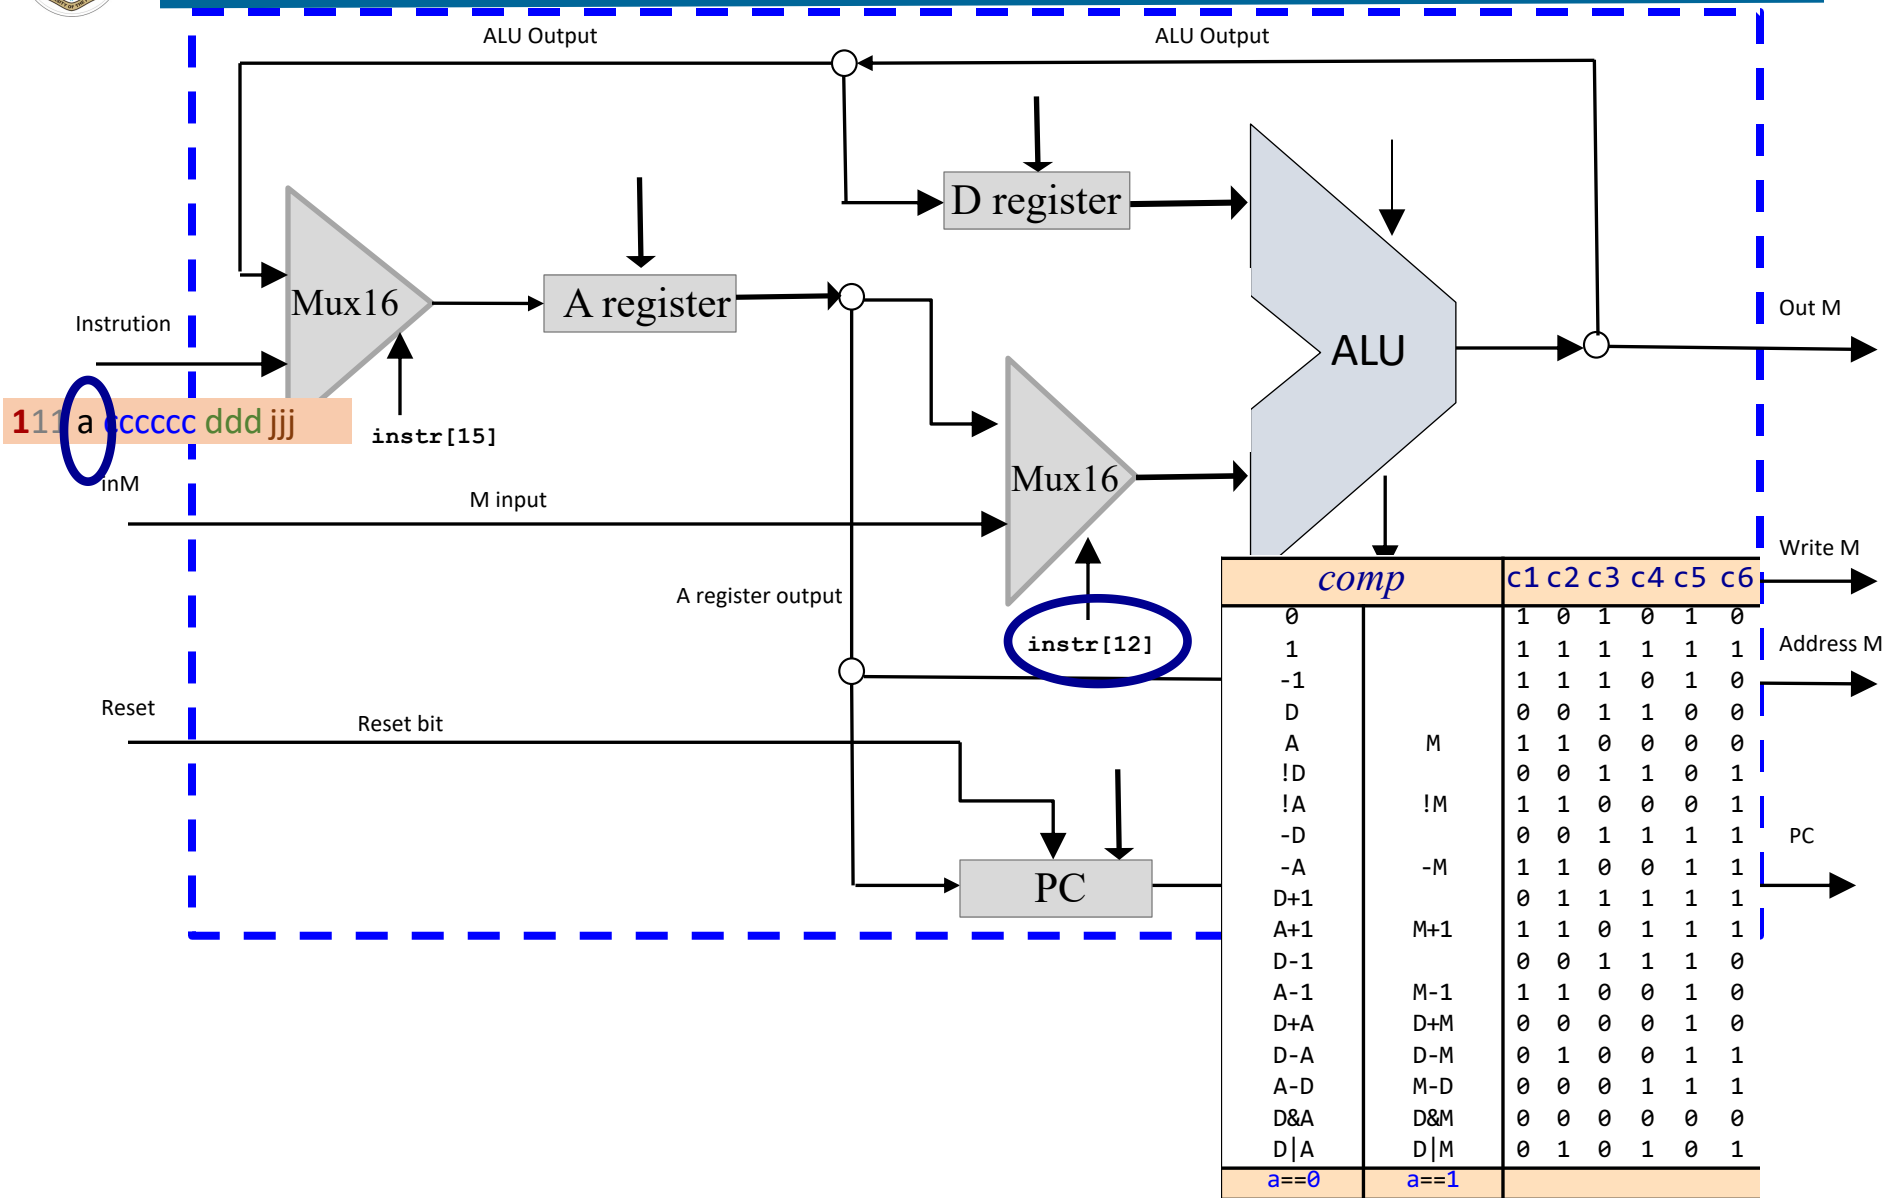 ALU Output
ALU Output
D register
Mux16
A register
Instrution
Out M
ALU
111 a cccccc ddd jjj
instr[15]
inM
M input
Mux16
Write M
A register output
instr[12]
Address M
Reset
Reset bit
PC
PC
comp c1 c2 c3 c4 c5 c6
0 1 0 1 0 1 0
1 1 1 1 1 1 1
-1 1 1 1 0 1 0
D 0 0 1 1 0 0
A M 1 1 0 0 0 0
!D 0 0 1 1 0 1
!A !M 1 1 0 0 0 1
-D 0 0 1 1 1 1
-A -M 1 1 0 0 1 1
D+1 0 1 1 1 1 1
A+1 M+1 1 1 0 1 1 1
D-1 0 0 1 1 1 0
A-1 M-1 1 1 0 0 1 0
D+A D+M 0 0 0 0 1 0
D-A D-M 0 1 0 0 1 1
A-D M-D 0 0 0 1 1 1
D&A D&M 0 0 0 0 0 0
D|A D|M 0 1 0 1 0 1
a==0 a==1